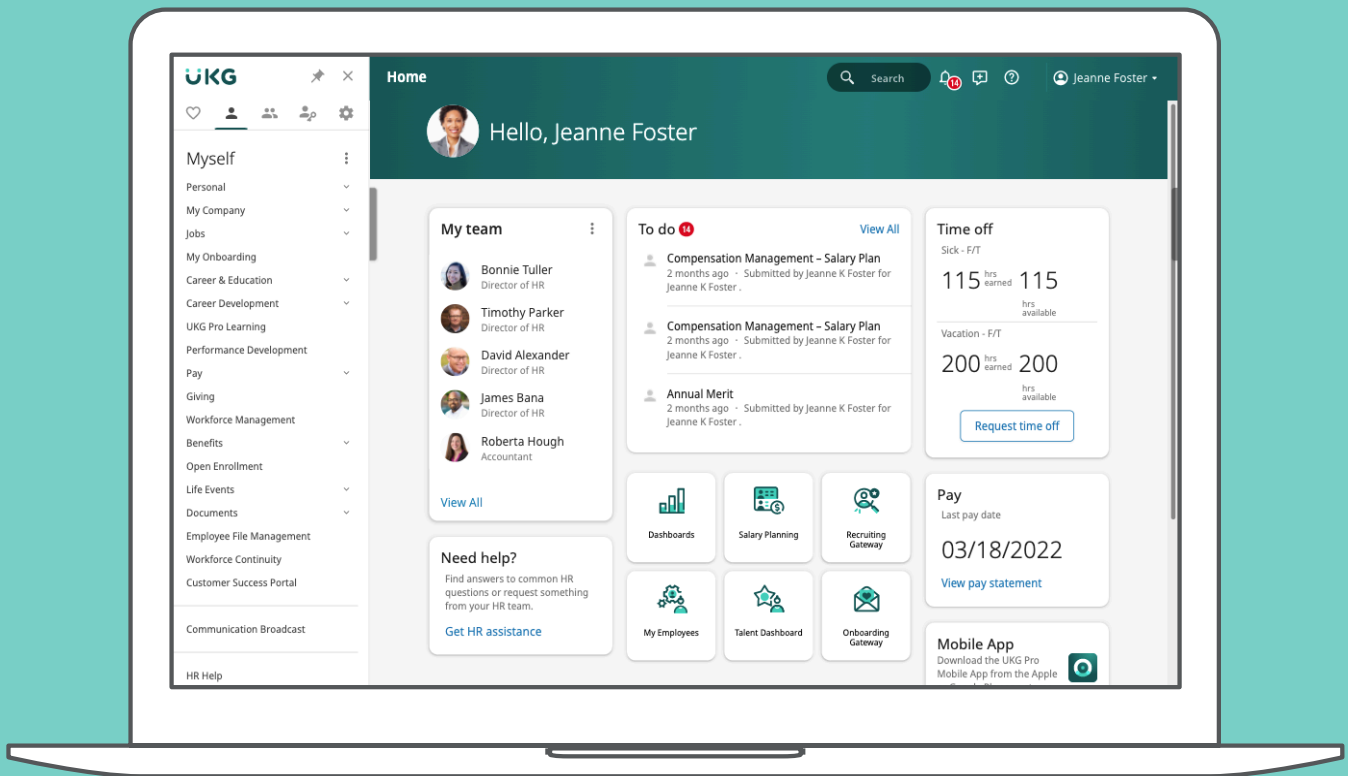 UKG
Myself
Personal
My Company
Jobs
My Onboarding
Career & Education
Career Development
UKG Pro Learning
Performance Development
Pay
Giving
Workforce Management
Benefits
Open Enrollment
Life Events
Documents
Employee File Management
Workforce Continuity
Customer Success Portal
Communication Broadcast
HR Help
Home
Search
14
Jeanne Foster
Hello, Jeanne Foster
My team
Bonnie Tuller
Director of HR
Timothy Parker
Director of HR
David Alexander
Director of HR
James Bana
Director of HR
Roberta Hough
Accountant
View All
Need help?
Find answers to common HR
questions or request something
from your HR team.
Get HR assistance
To do 14
View All
Compensation Management – Salary Plan
2 months ago · Submitted by Jeanne K Foster for
Jeanne K Foster .
Compensation Management – Salary Plan
2 months ago · Submitted by Jeanne K Foster for
Jeanne K Foster .
Annual Merit
2 months ago · Submitted by Jeanne K Foster for
Jeanne K Foster .
Dashboards
Salary Planning
Recruiting
Gateway
My Employees
Talent Dashboard
Onboarding
Gateway
Time off
Sick - F/T
115 hrs earned 115 hrs available
Vacation - F/T
200 hrs earned 200 hrs available
Request time off
Pay
Last pay date
03/18/2022
View pay statement
Mobile App
Download the UKG Pro
Mobile App from the Apple